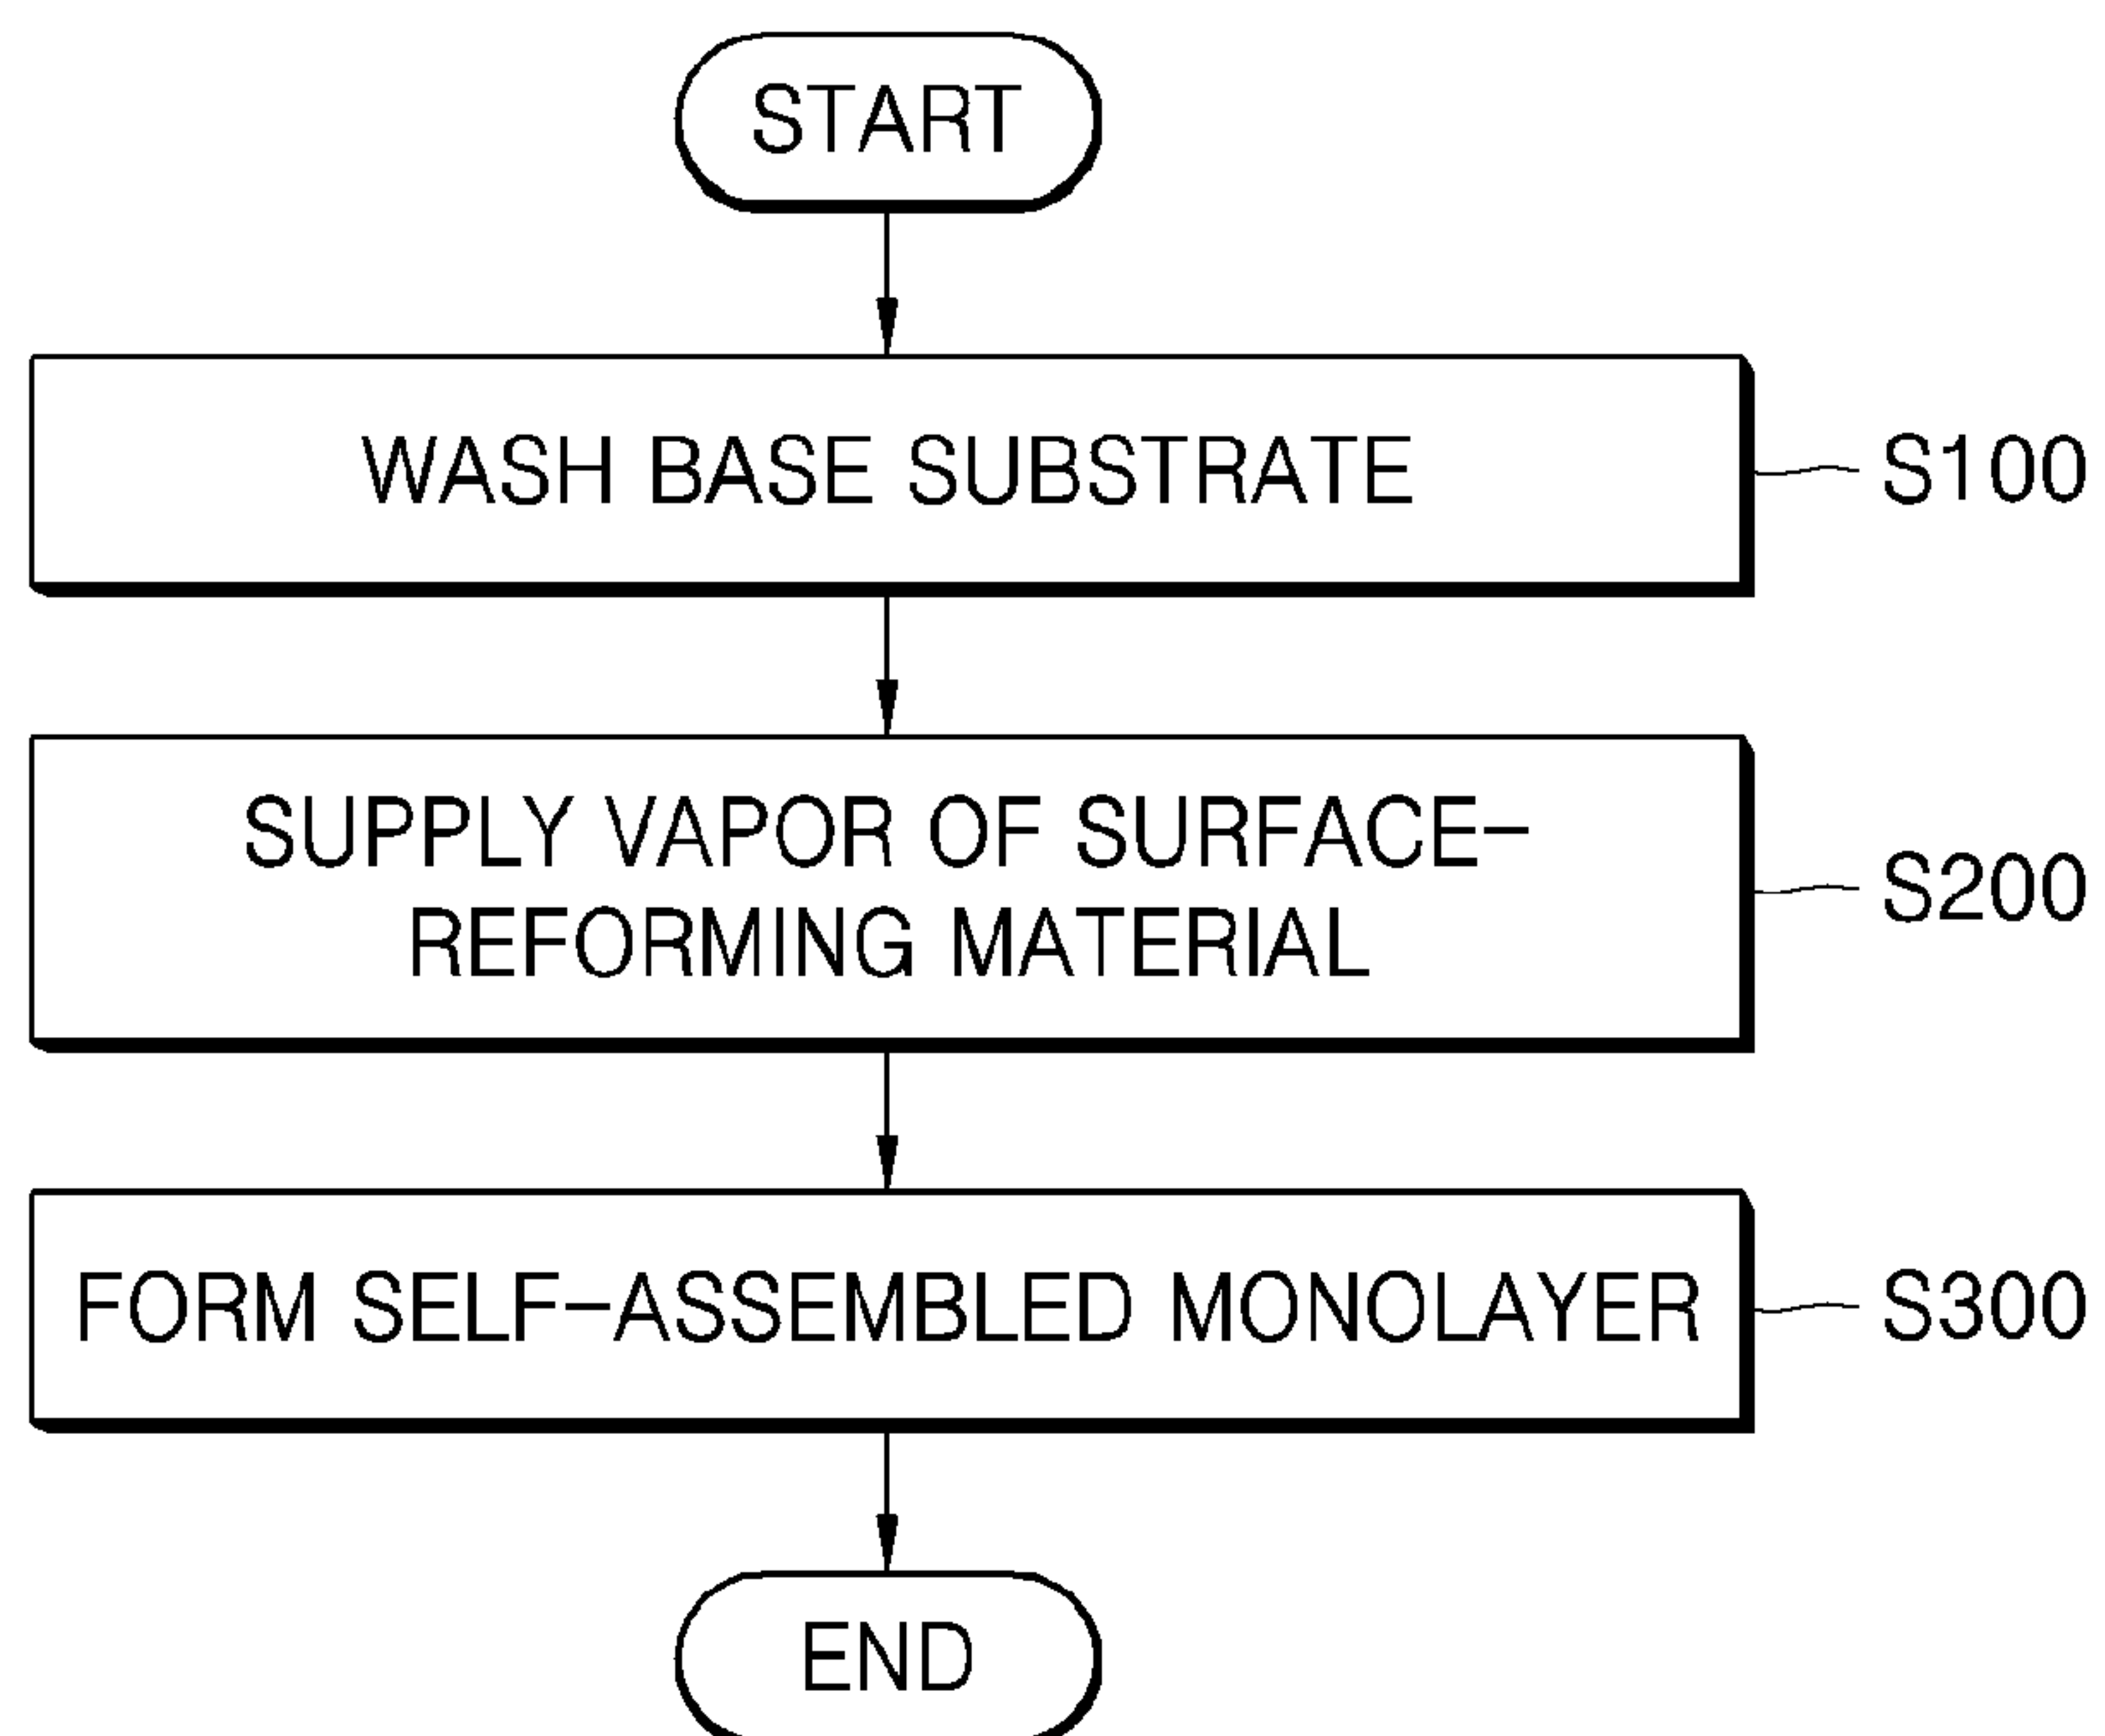 START
WASH BASE SUBSTRATE
S100
SUPPLY VAPOR OF SURFACE-
REFORMING MATERIAL
S200
FORM SELF-ASSEMBLED MONOLAYER
S300
END